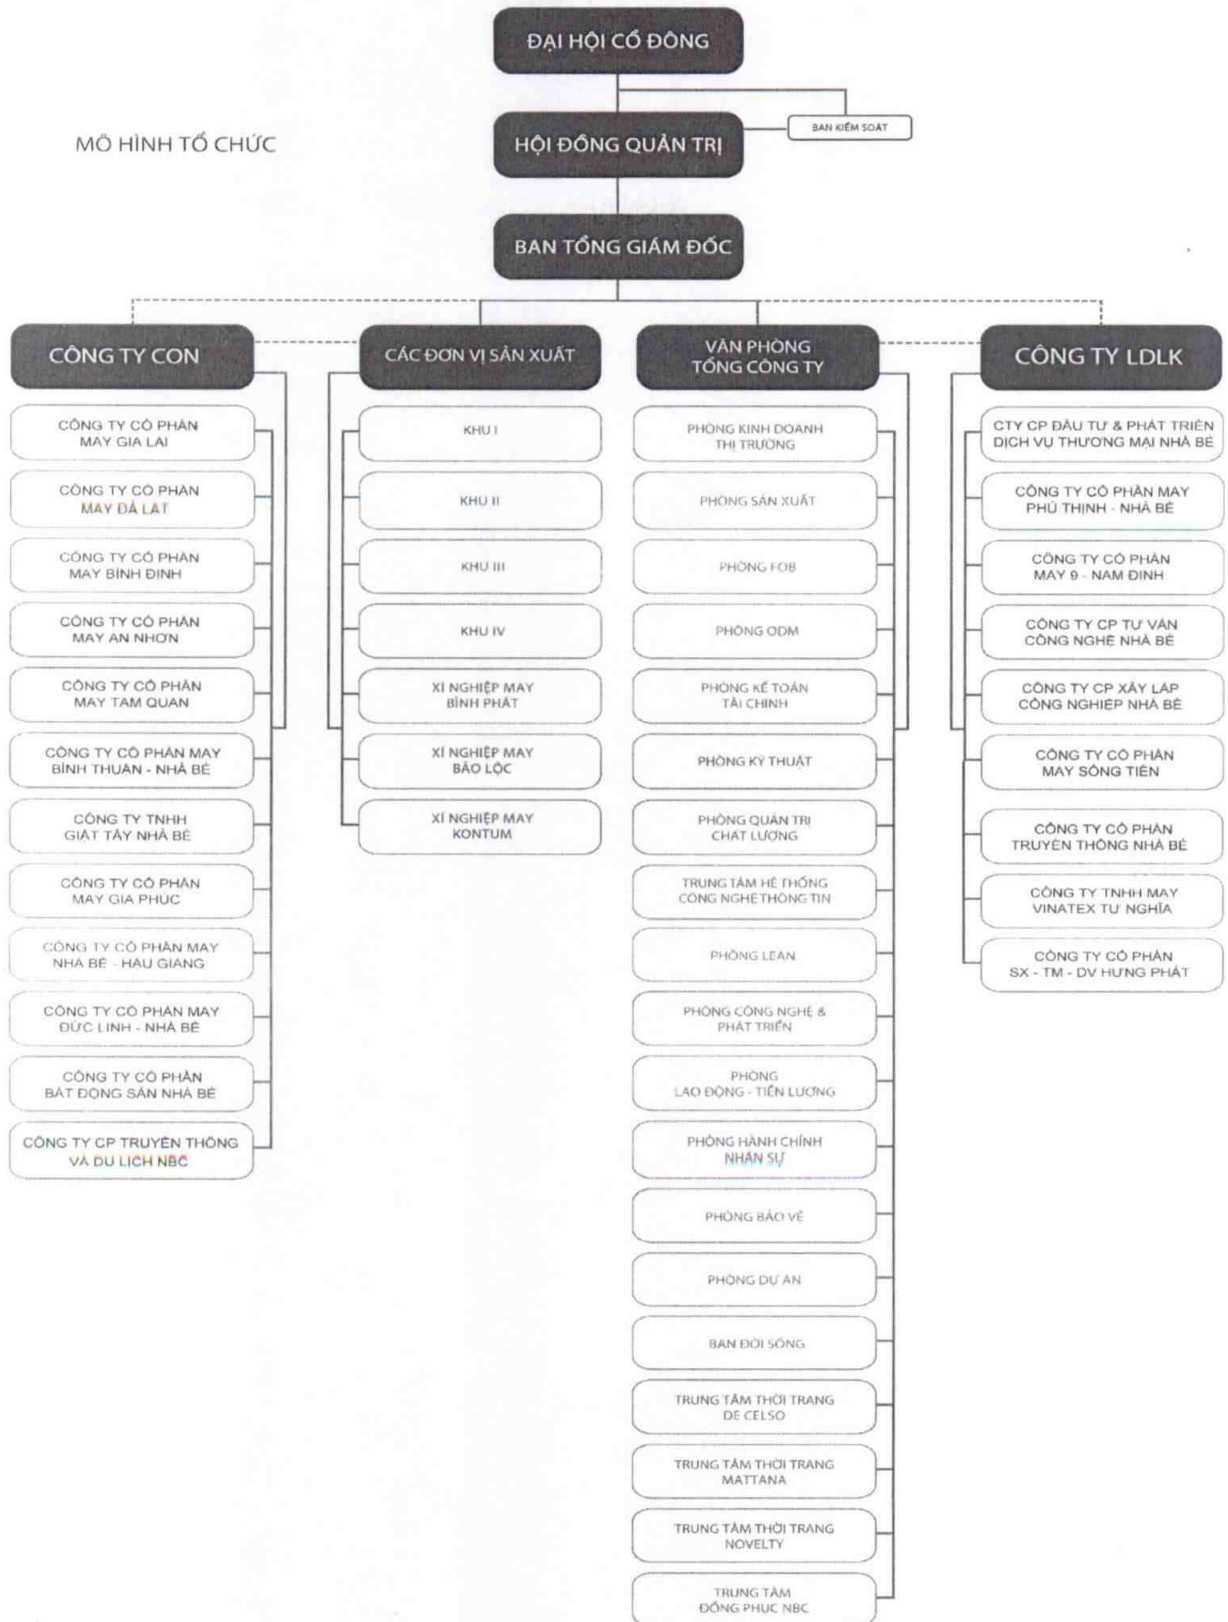 ĐẠI HỘI CỔ ĐÔNG
MÔ HÌNH TỔ CHỨC
HỘI ĐỒNG QUẢN TRỊ
BAN KIỂM SOÁT
BAN TỔNG GIÁM ĐỐC
CÔNG TY CON
CÔNG TY CỔ PHẦN
MAY GIA LAI
CÔNG TY CỔ PHẦN
MAY ĐÀ LẠT
CÔNG TY CỔ PHẦN
MAY BÌNH ĐỊNH
CÔNG TY CỔ PHẦN
MAY AN NHƠN
CÔNG TY CỔ PHẦN
MAY TAM QUAN
CÔNG TY CỔ PHẦN MAY
BÌNH THUẬN - NHÀ BÈ
CÔNG TY TNHH
GIẶT TẨY NHÀ BÈ
CÔNG TY CỔ PHẦN
MAY GIA PHÚC
CÔNG TY CỔ PHẦN MAY
NHÀ BÈ - HẬU GIANG
CÔNG TY CỔ PHẦN MAY
ĐỨC LINH - NHÀ BÈ
CÔNG TY CỔ PHẦN
BẤT ĐỘNG SẢN NHÀ BÈ
CÔNG TY CP TRUYỀN THÔNG
VÀ DU LỊCH NBC
CÁC ĐƠN VỊ SẢN XUẤT
KHU I
KHU II
KHU III
KHU IV
XÍ NGHIỆP MAY
BÌNH PHÁT
XÍ NGHIỆP MAY
BẢO LỘC
XÍ NGHIỆP MAY
KONTUM
VĂN PHÒNG
TỔNG CÔNG TY
PHÒNG KINH DOANH
THỊ TRƯỜNG
PHÒNG SẢN XUẤT
PHÒNG FOB
PHÒNG ODM
PHÒNG KẾ TOÁN
TÀI CHÍNH
PHÒNG KỸ THUẬT
PHÒNG QUẢN TRỊ
CHẤT LƯỢNG
TRUNG TÂM HỆ THỐNG
CÔNG NGHỆ THÔNG TIN
PHÒNG LEAN
PHÒNG CÔNG NGHỆ &
PHÁT TRIỂN
PHÒNG
LAO ĐỘNG - TIỀN LƯƠNG
PHÒNG HÀNH CHÍNH
NHÂN SỰ
PHÒNG BẢO VỆ
PHÒNG DỰ ÁN
BAN ĐỜI SỐNG
TRUNG TÂM THỜI TRANG
DE CELSO
TRUNG TÂM THỜI TRANG
MATTANA
TRUNG TÂM THỜI TRANG
NOVELTY
TRUNG TÂM
ĐỒNG PHỤC NBC
CÔNG TY LDLK
CTY CP ĐẦU TƯ & PHÁT TRIỂN
DỊCH VỤ THƯƠNG MẠI NHÀ BÈ
CÔNG TY CỔ PHẦN MAY
PHÚ THỊNH - NHÀ BÈ
CÔNG TY CỔ PHẦN
MAY 9 - NAM ĐỊNH
CÔNG TY CP TƯ VẤN
CÔNG NGHỆ NHÀ BÈ
CÔNG TY CP XÂY LẮP
CÔNG NGHIỆP NHÀ BÈ
CÔNG TY CỔ PHẦN
MAY SÔNG TIỀN
CÔNG TY CỔ PHẦN
TRUYỀN THÔNG NHÀ BÈ
CÔNG TY TNHH MAY
VINATEX TƯ NGHĨA
CÔNG TY CỔ PHẦN
SX - TM - DV HƯNG PHÁT